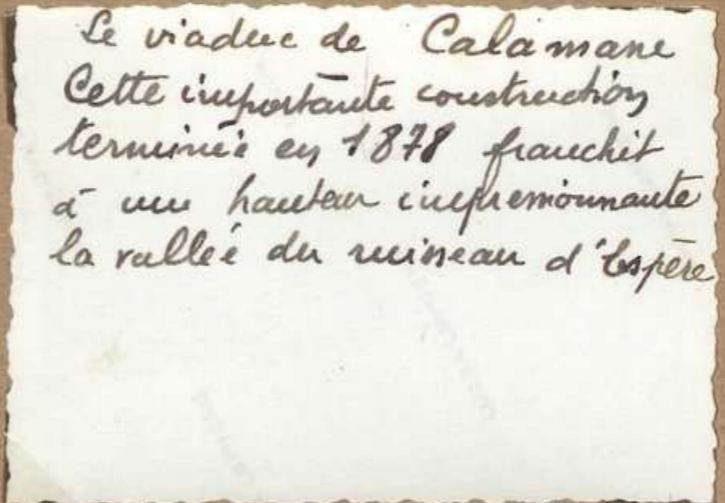 Le viaduc de Calamane
Cette importante construction
terminée en 1878 franchit
à une hauteur impressionnante
la vallée du ruisseau d'Espère